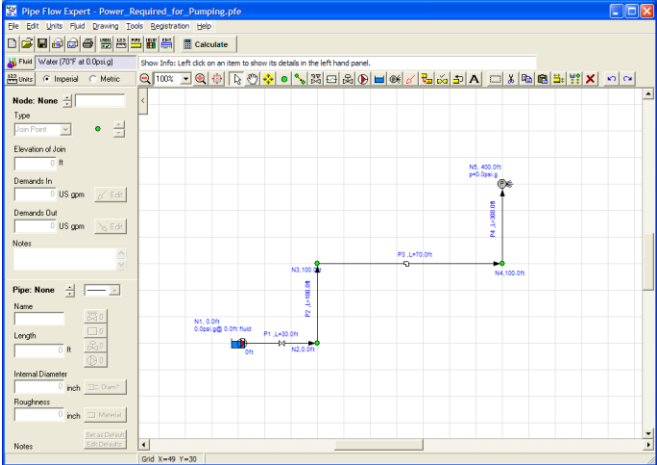 Pipe Flow Expert - Power_Required_for_Pumping.pfe
File Edit Units Fluid Drawing Tools Registration Help
Calculate
Fluid Water (70°F at 0.0psi.g) Show Info: Left click on an item to show its details in the left hand panel.
Units Imperial Metric 100%
Node: None
Type
Join Point
Elevation of Join
0 ft
Demands In
0 US gpm Edit
Demands Out
0 US gpm Edit
Notes
Pipe: None
Name
0
Length
0
0 ft
0
0
Internal Diameter
0 inch Diam?
Roughness
0 inch Material
Set as Default
Notes Edit Defaults
N5, 400.0ft
p=0.0psi.g
P4 ,L=300.0ft
P3 ,L=70.0ft
N3,100.0ft
N4,100.0ft
P2 ,L=100.0ft
N1, 0.0ft
0.0psi.g@ 0.0ft fluid
P1 ,L=30.0ft
0ft
N2,0.0ft
Grid X=49 Y=30